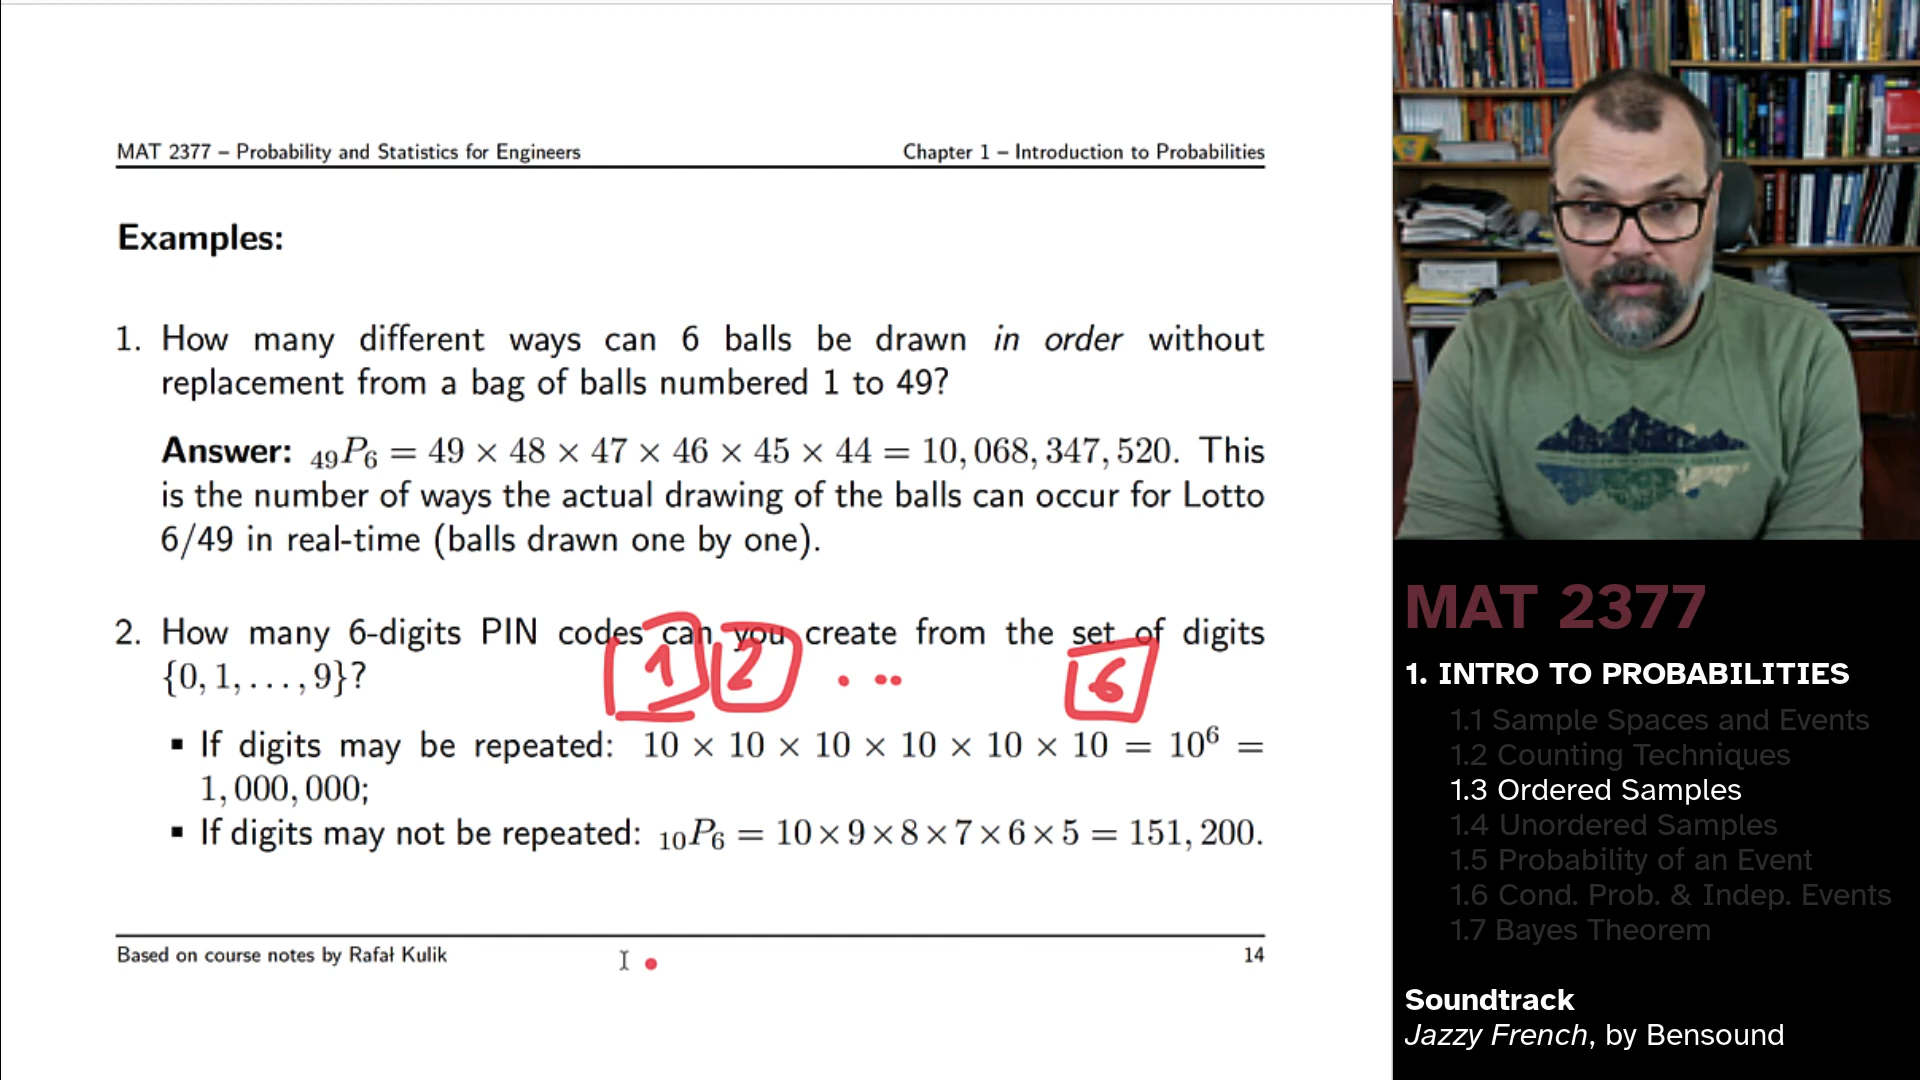 MAT 2377 – Probability and Statistics for Engineers
Chapter 1 – Introduction to Probabilities
Examples:
1. How many different ways can 6 balls be drawn in order without
replacement from a bag of balls numbered 1 to 49?
Answer: ₄₉P₆ = 49 × 48 × 47 × 46 × 45 × 44 = 10, 068, 347, 520. This
is the number of ways the actual drawing of the balls can occur for Lotto
6/49 in real-time (balls drawn one by one).
2. How many 6-digits PIN codes can you create from the set of digits
{0, 1, . . . , 9}?
1 2 ... 6
▪ If digits may be repeated: 10 × 10 × 10 × 10 × 10 × 10 = 10⁶ =
1, 000, 000;
▪ If digits may not be repeated: ₁₀P₆ = 10×9×8×7×6×5 = 151, 200.
Based on course notes by Rafał Kulik
14
MAT 2377
1. INTRO TO PROBABILITIES
1.1 Sample Spaces and Events
1.2 Counting Techniques
1.3 Ordered Samples
1.4 Unordered Samples
1.5 Probability of an Event
1.6 Cond. Prob. & Indep. Events
1.7 Bayes Theorem
Soundtrack
Jazzy French, by Bensound